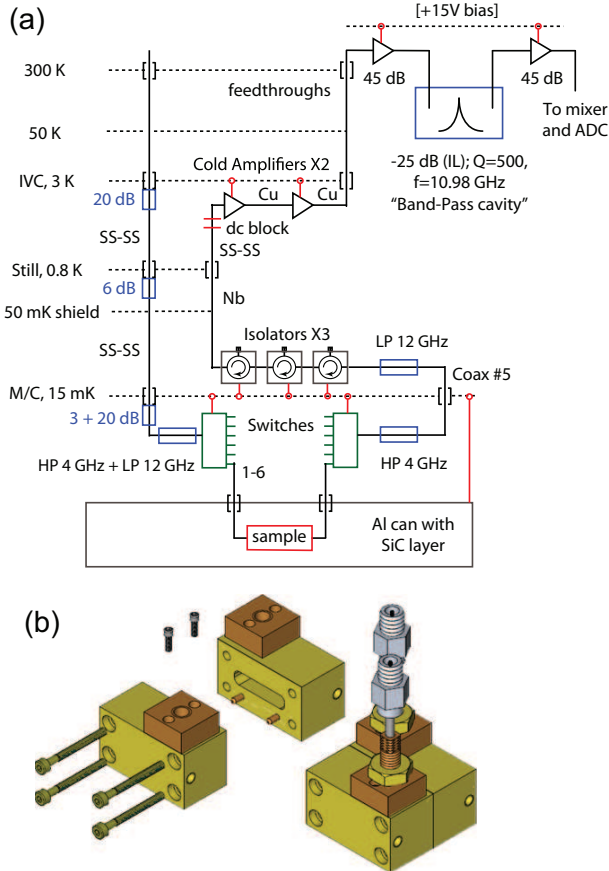 (a)
[+15V bias]
300 K
45 dB
45 dB
feedthroughs
To mixer
and ADC
50 K
-25 dB (IL); Q=500,
f=10.98 GHz
“Band-Pass cavity”
Cold Amplifiers X2
IVC, 3 K
20 dB
Cu
Cu
dc block
SS-SS
SS-SS
Still, 0.8 K
6 dB
Nb
50 mK shield
Isolators X3
LP 12 GHz
SS-SS
Coax #5
M/C, 15 mK
3 + 20 dB
Switches
HP 4 GHz + LP 12 GHz
1-6
HP 4 GHz
Al can with
SiC layer
sample
(b)